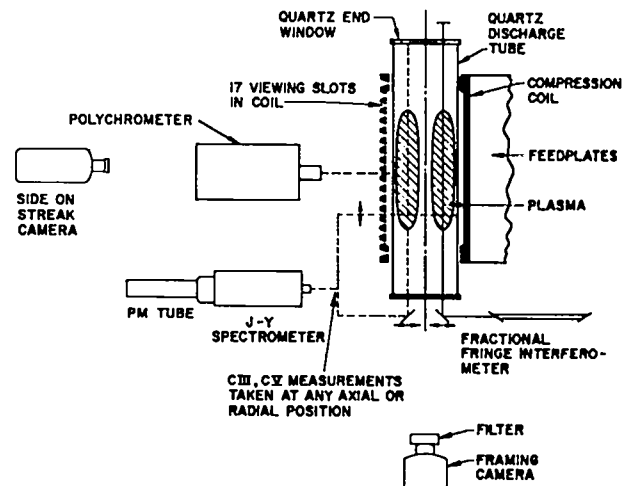 QUARTZ END
WINDOW
QUARTZ
DISCHARGE
TUBE
17 VIEWING SLOTS
IN COIL
COMPRESSION
COIL
POLYCHROMETER
FEEDPLATES
SIDE ON
STREAK
CAMERA
PLASMA
PM TUBE
J-Y
SPECTROMETER
FRACTIONAL
FRINGE INTERFERO-
METER
CIII, CV MEASUREMENTS
TAKEN AT ANY AXIAL OR
RADIAL POSITION
FILTER
FRAMING
CAMERA